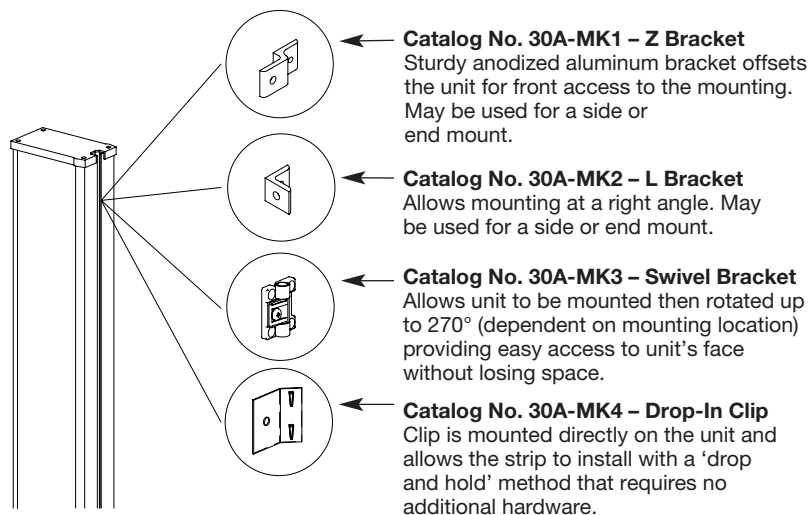 Catalog No. 30A-MK1 – Z Bracket
Sturdy anodized aluminum bracket offsets
the unit for front access to the mounting.
May be used for a side or
end mount.
Catalog No. 30A-MK2 – L Bracket
Allows mounting at a right angle. May
be used for a side or end mount.
Catalog No. 30A-MK3 – Swivel Bracket
Allows unit to be mounted then rotated up
to 270° (dependent on mounting location)
providing easy access to unit’s face
without losing space.
Catalog No. 30A-MK4 – Drop-In Clip
Clip is mounted directly on the unit and
allows the strip to install with a ‘drop
and hold’ method that requires no
additional hardware.